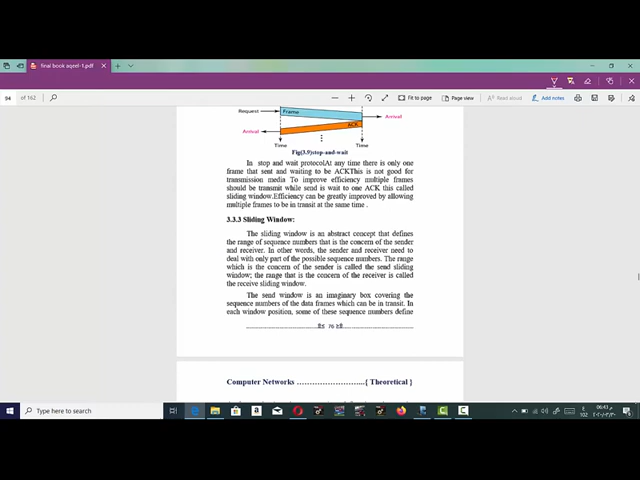 final book aqeel-1.pdf
94 of 162
Fit to page
Page view
Read aloud
Add notes
Request
Frame
Arrival
ACK
Arrival
Time
Time
Fig(3.9)stop-and-wait
In stop and wait protocolAt any time there is only one
frame that sent and waiting to be ACKThis is not good for
transmission media To improve efficiency multiple frames
should be transmit while send is wait to one ACK this called
sliding window.Efficiency can be greatly improved by allowing
multiple frames to be in transit at the same time .
3.3.3 Sliding Window:
The sliding window is an abstract concept that defines
the range of sequence numbers that is the concern of the sender
and receiver. In other words, the sender and receiver need to
deal with only part of the possible sequence numbers. The range
which is the concern of the sender is called the send sliding
window; the range that is the concern of the receiver is called
the receive sliding window.
The send window is an imaginary box covering the
sequence numbers of the data frames which can be in transit. In
each window position, some of these sequence numbers define
76
Computer Networks ……………………...{ Theoretical }
Type here to search
06:43 م